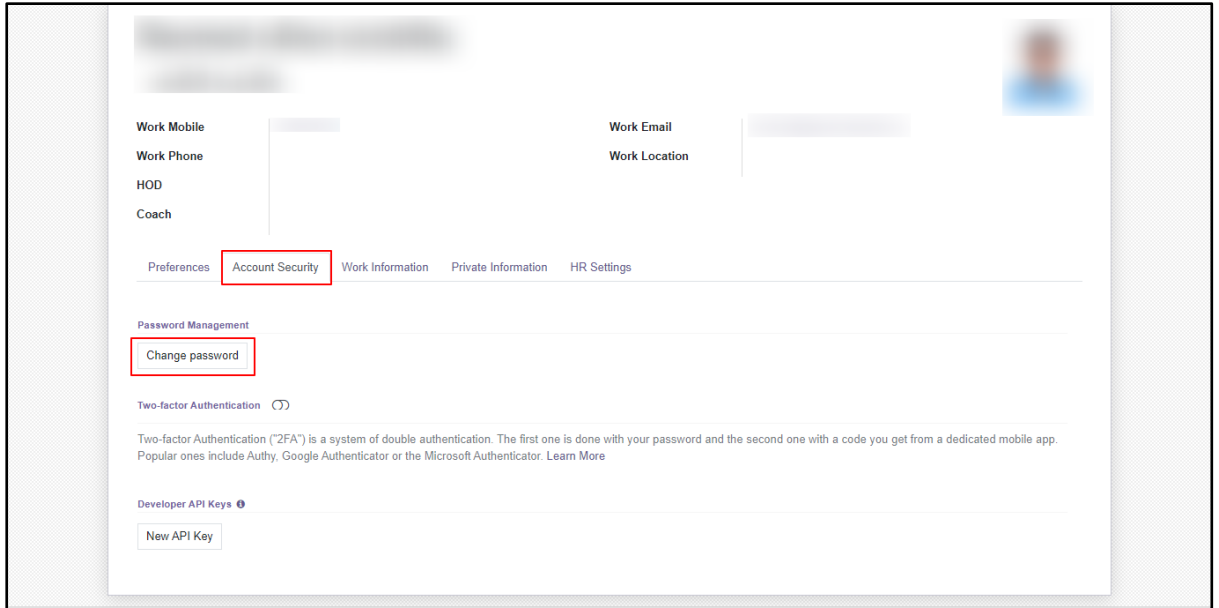 Work Mobile
Work Email
Work Phone
Work Location
HOD
Coach
Preferences Account Security Work Information Private Information HR Settings
Password Management
Change password
Two-factor Authentication
Two-factor Authentication ("2FA") is a system of double authentication. The first one is done with your password and the second one with a code you get from a dedicated mobile app.
Popular ones include Authy, Google Authenticator or the Microsoft Authenticator. Learn More
Developer API Keys
New API Key